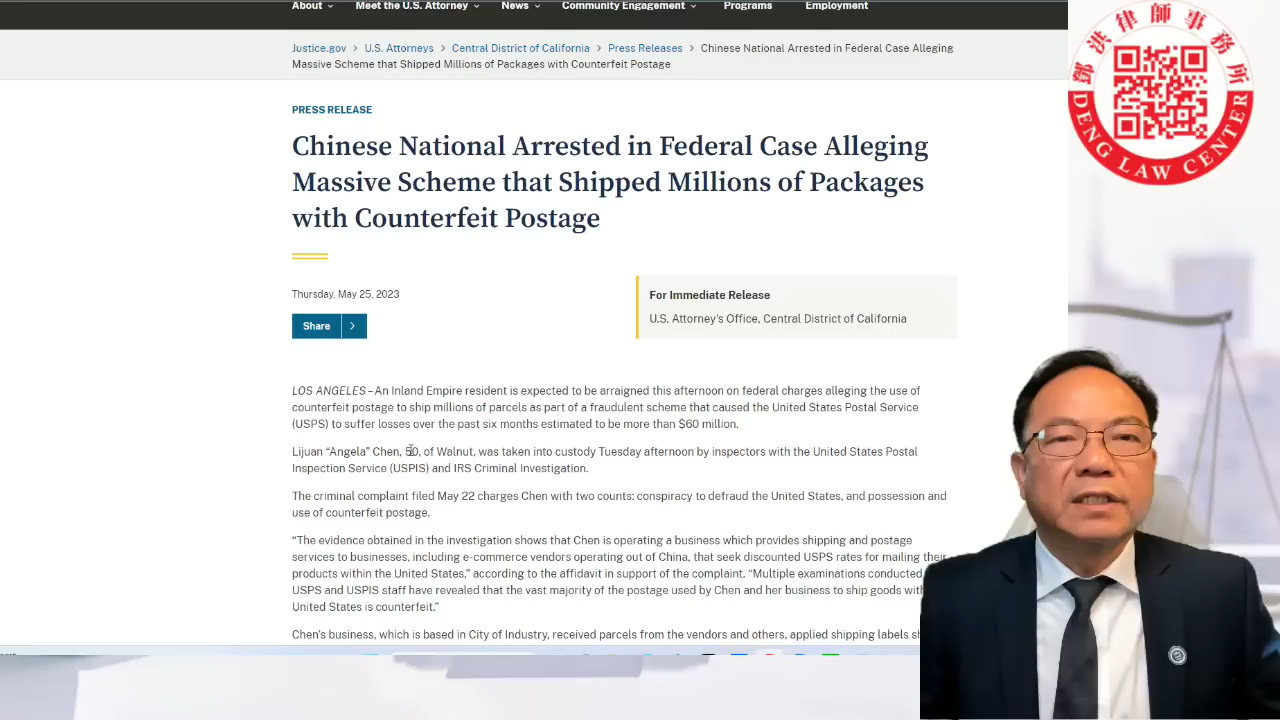 About
Meet the U.S. Attorney
News
Community Engagement
Programs
Employment
Justice.gov > U.S. Attorneys > Central District of California > Press Releases > Chinese National Arrested in Federal Case Alleging
Massive Scheme that Shipped Millions of Packages with Counterfeit Postage
PRESS RELEASE
Chinese National Arrested in Federal Case Alleging
Massive Scheme that Shipped Millions of Packages
with Counterfeit Postage
Thursday, May 25, 2023
Share >
For Immediate Release
U.S. Attorney's Office, Central District of California
LOS ANGELES – An Inland Empire resident is expected to be arraigned this afternoon on federal charges alleging the use of
counterfeit postage to ship millions of parcels as part of a fraudulent scheme that caused the United States Postal Service
(USPS) to suffer losses over the past six months estimated to be more than $60 million.
Lijuan “Angela” Chen, 50, of Walnut, was taken into custody Tuesday afternoon by inspectors with the United States Postal
Inspection Service (USPIS) and IRS Criminal Investigation.
The criminal complaint filed May 22 charges Chen with two counts: conspiracy to defraud the United States, and possession and
use of counterfeit postage.
“The evidence obtained in the investigation shows that Chen is operating a business which provides shipping and postage
services to businesses, including e-commerce vendors operating out of China, that seek discounted USPS rates for mailing their
products within the United States,” according to the affidavit in support of the complaint. “Multiple examinations conducted
USPS and USPIS staff have revealed that the vast majority of the postage used by Chen and her business to ship goods
United States is counterfeit.”
Chen's business, which is based in City of Industry, received parcels from the vendors and others, applied shipping labels
鄧洪律師事務所
DENG LAW CENTER